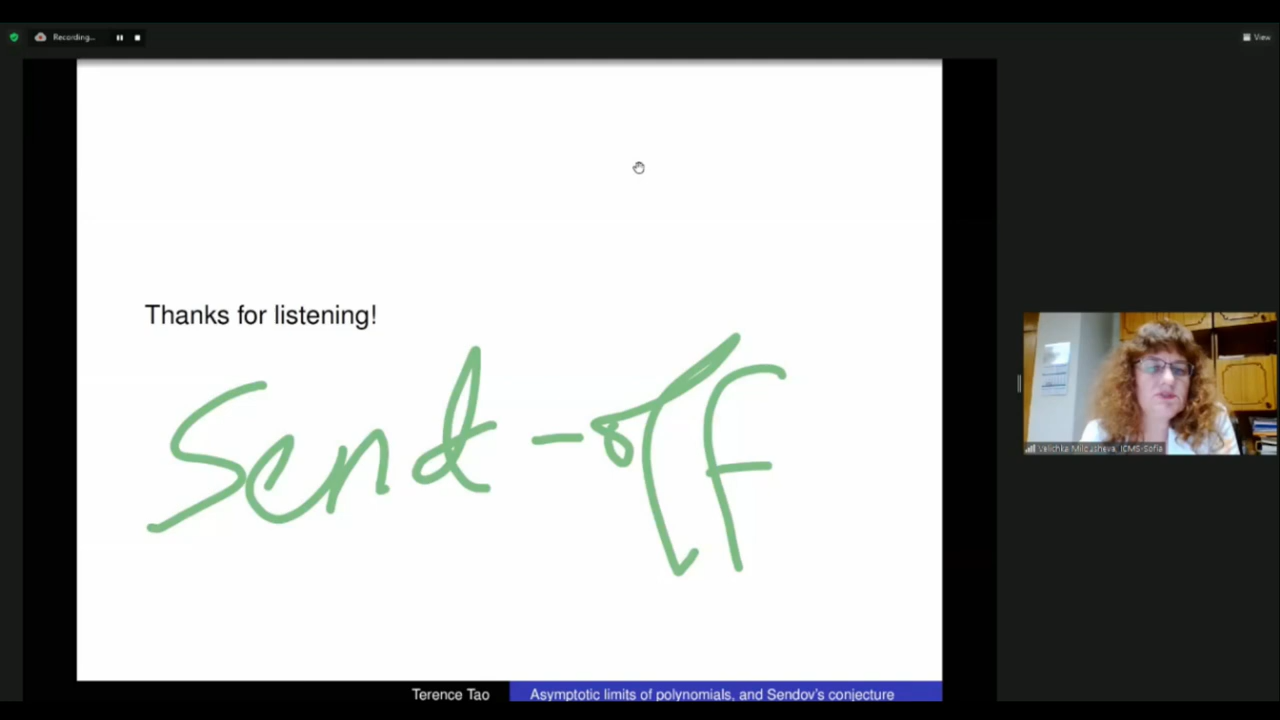 Recording...
View
Thanks for listening!
Send-off
Velichka Milousheva, ICMS-Sofia
Terence Tao
Asymptotic limits of polynomials, and Sendov's conjecture